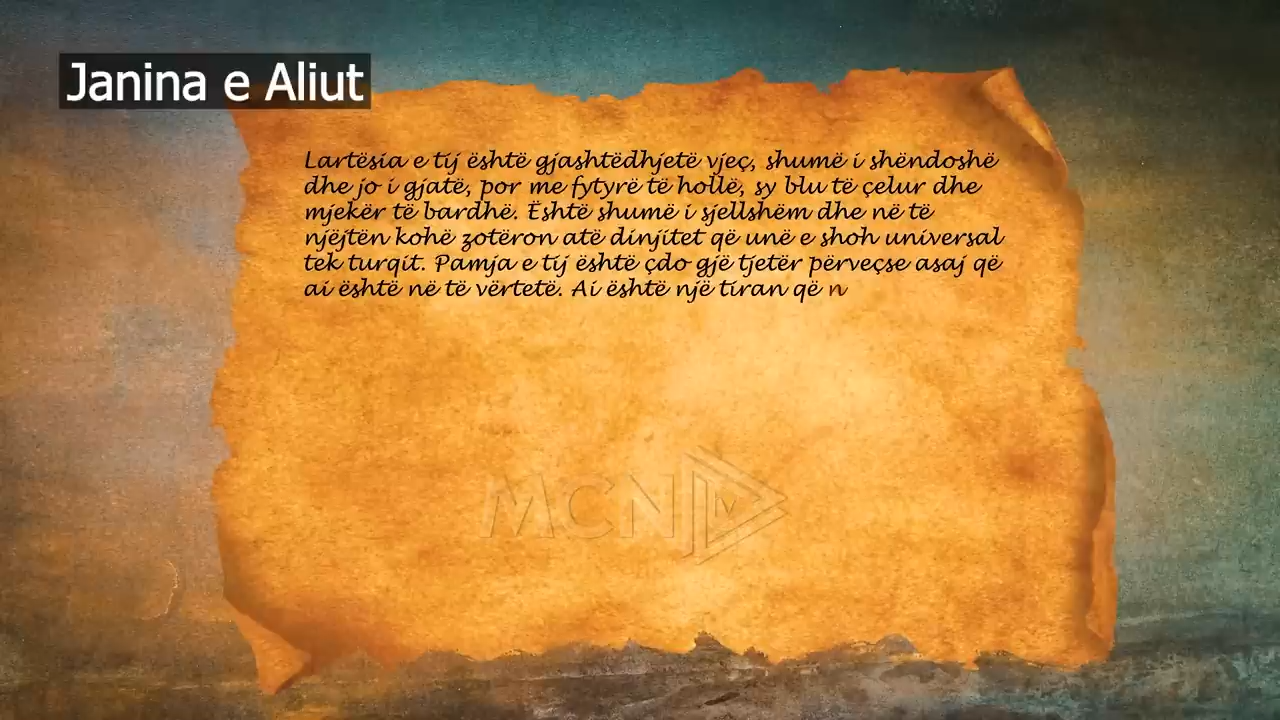 Janina e Aliut
Lartësia e tij është gjashtëdhjetë vjeç, shumë i shëndoshë
dhe jo i gjatë, por me fytyrë të hollë, sy blu të çelur dhe
mjekër të bardhë. Është shumë i sjellshëm dhe në të
njëjtën kohë zotëron atë dinjitet që unë e shoh universal
tek turqit. Pamja e tij është çdo gjë tjetër përveçse asaj që
ai është në të vërtetë. Ai është një tiran që n
MCN